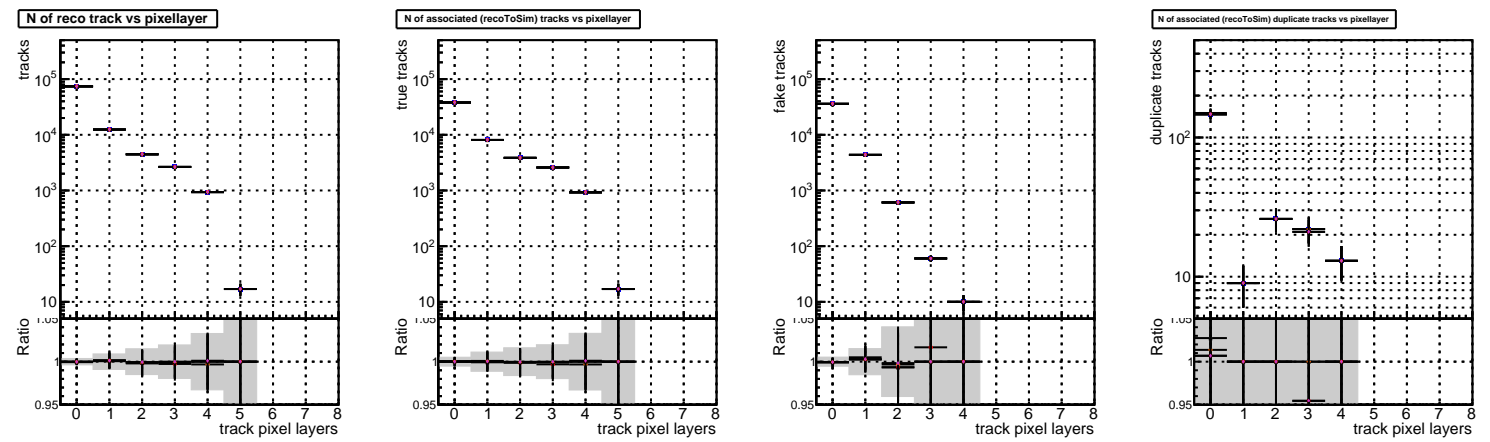 N of reco track vs pixellayer
tracks
10^5
10^4
10^3
10^2
10
Ratio
1.05
1
0.95
0 1 2 3 4 5 6 7 8
track pixel layers
N of associated (recoToSim) tracks vs pixellayer
true tracks
10^5
10^4
10^3
10^2
10
Ratio
1.05
1
0.95
0 1 2 3 4 5 6 7 8
track pixel layers
fake tracks
10^5
10^4
10^3
10^2
10
Ratio
1.05
1
0.95
0 1 2 3 4 5 6 7 8
track pixel layers
N of associated (recoToSim) duplicate tracks vs pixellayer
duplicate tracks
10^2
10
Ratio
1.05
1
0.95
0 1 2 3 4 5 6 7 8
track pixel layers